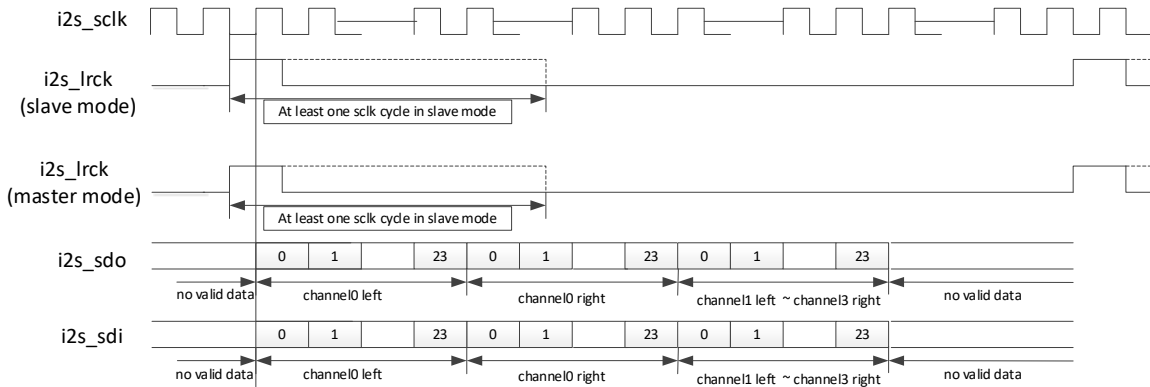 i2s_sclk
i2s_lrck
(slave mode)
At least one sclk cycle in slave mode
i2s_lrck
(master mode)
At least one sclk cycle in slave mode
i2s_sdo
0 1 23 0 1 23 0 1 23
no valid data channel0 left channel0 right channel1 left ~ channel3 right no valid data
i2s_sdi
0 1 23 0 1 23 0 1 23
no valid data channel0 left channel0 right channel1 left ~ channel3 right no valid data